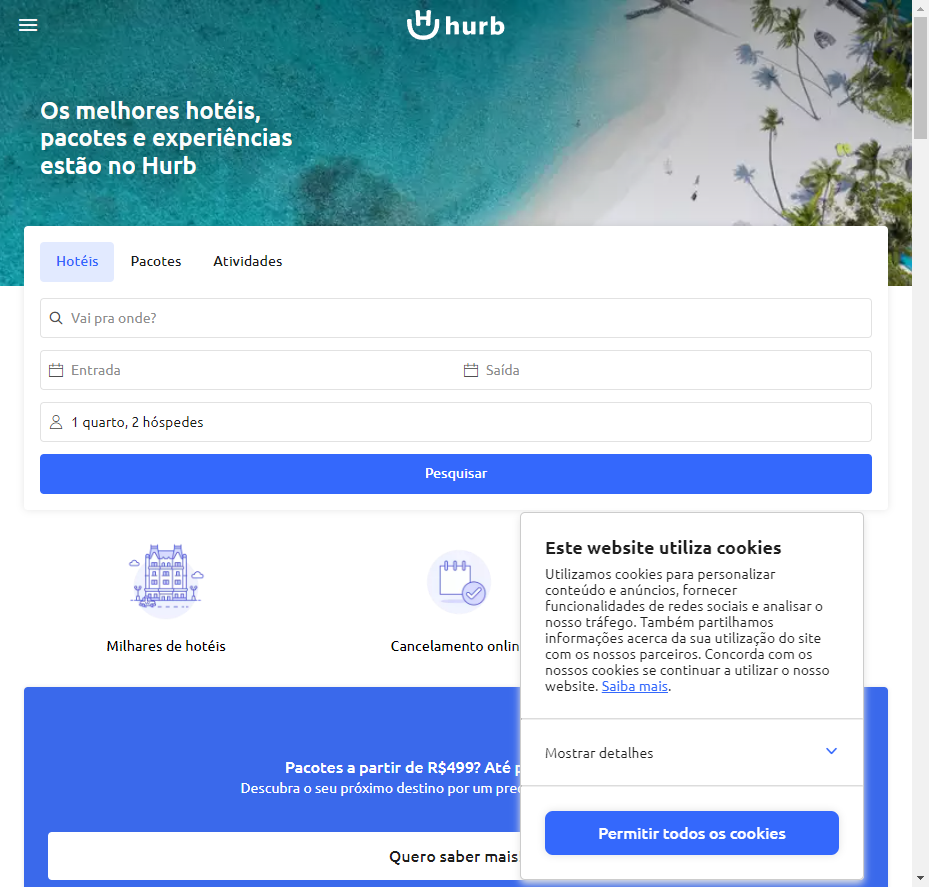 hurb
Os melhores hotéis,
pacotes e experiências
estão no Hurb
Hotéis
Pacotes
Atividades
Vai pra onde?
Entrada
Saída
1 quarto, 2 hóspedes
Pesquisar
Milhares de hotéis
Cancelamento onlin
Pacotes a partir de R$499? Até p
Descubra o seu próximo destino por um pre
Quero saber mais!
Este website utiliza cookies
Utilizamos cookies para personalizar
conteúdo e anúncios, fornecer
funcionalidades de redes sociais e analisar o
nosso tráfego. Também partilhamos
informações acerca da sua utilização do site
com os nossos parceiros. Concorda com os
nossos cookies se continuar a utilizar o nosso
website. Saiba mais.
Mostrar detalhes
Permitir todos os cookies